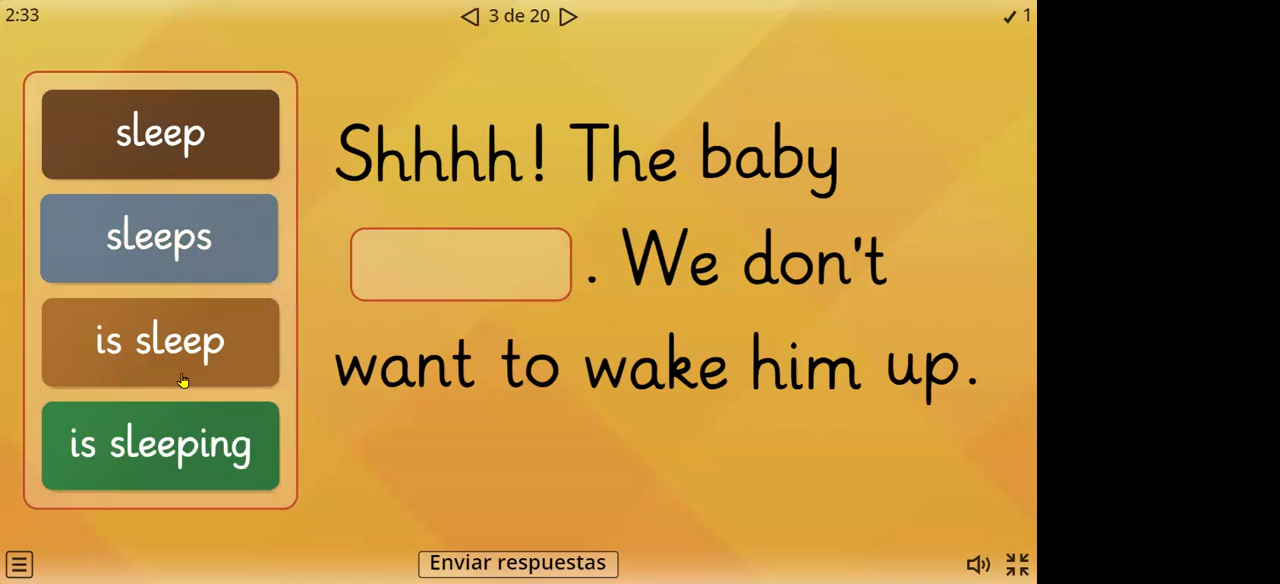 2:33
3 de 20
✓ 1
sleep
sleeps
is sleep
is sleeping
Shhhh! The baby
. We don't
want to wake him up.
Enviar respuestas